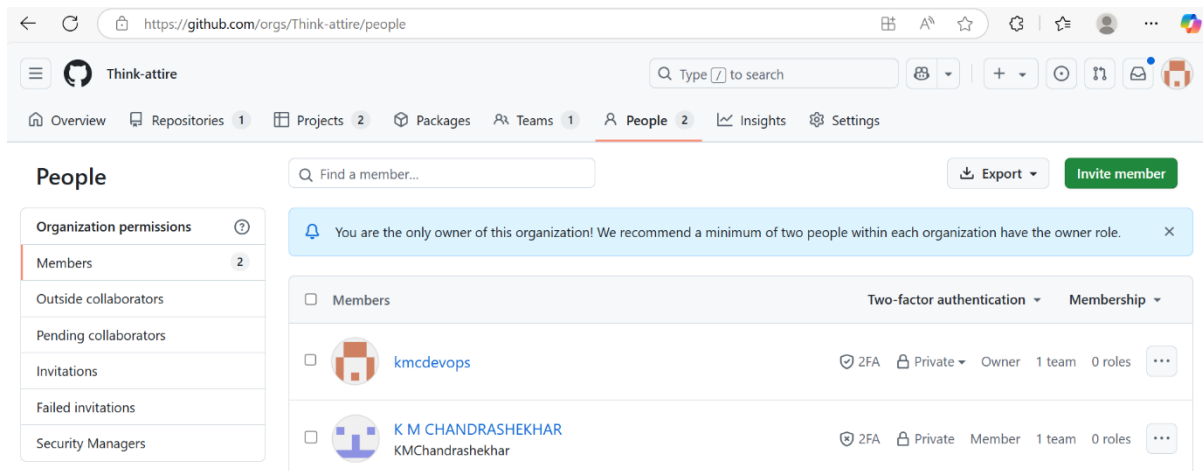 https://github.com/orgs/Think-attire/people
Think-attire
Type / to search
Overview Repositories 1 Projects 2 Packages Teams 1 People 2 Insights Settings
People
Find a member...
Export
Invite member
Organization permissions
Members 2
Outside collaborators
Pending collaborators
Invitations
Failed invitations
Security Managers
You are the only owner of this organization! We recommend a minimum of two people within each organization have the owner role.
Members Two-factor authentication Membership
kmcdevops 2FA Private Owner 1 team 0 roles
K M CHANDRASHEKHAR
KMChandrashekhar 2FA Private Member 1 team 0 roles